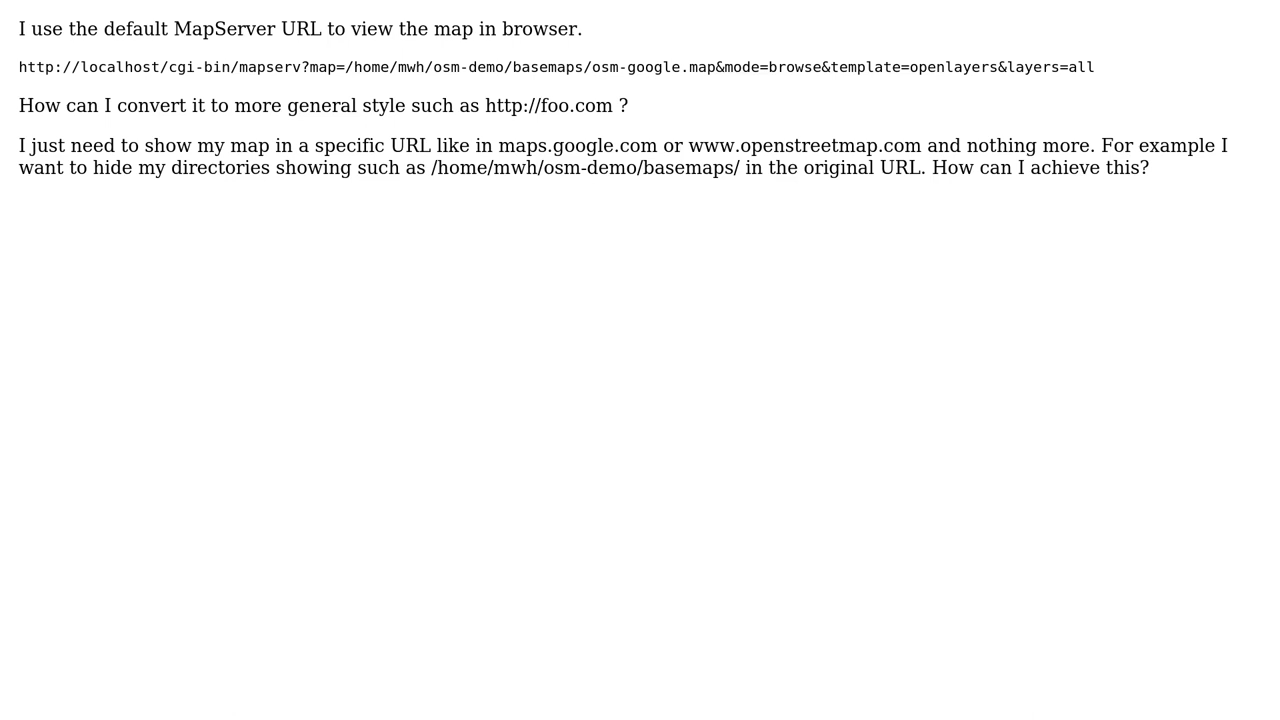 I use the default MapServer URL to view the map in browser.
http://localhost/cgi-bin/mapserv?map=/home/mwh/osm-demo/basemaps/osm-google.map&mode=browse&template=openlayers&layers=all
How can I convert it to more general style such as http://foo.com ?
I just need to show my map in a specific URL like in maps.google.com or www.openstreetmap.com and nothing more. For example I
want to hide my directories showing such as /home/mwh/osm-demo/basemaps/ in the original URL. How can I achieve this?